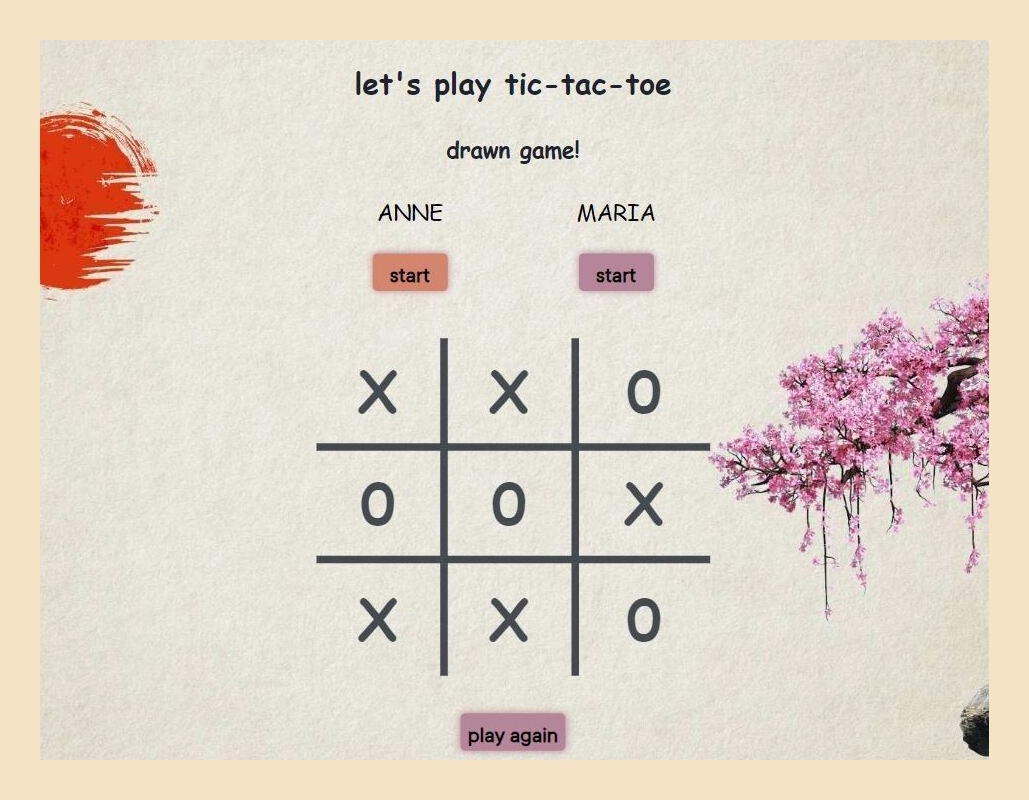 let's play tic-tac-toe
drawn game!
ANNE MARIA
start start
X X O
O O X
X X O
play again